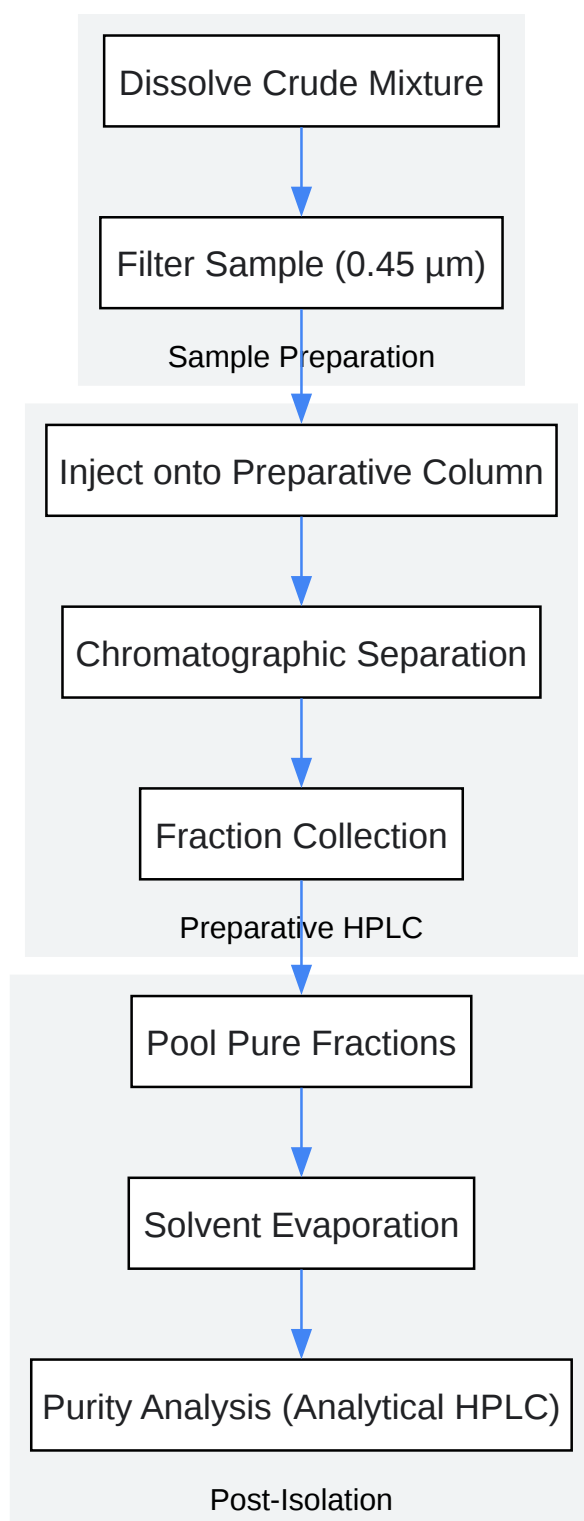 Dissolve Crude Mixture
Filter Sample (0.45 µm)
Sample Preparation
Inject onto Preparative Column
Chromatographic Separation
Fraction Collection
Preparative HPLC
Pool Pure Fractions
Solvent Evaporation
Purity Analysis (Analytical HPLC)
Post-Isolation